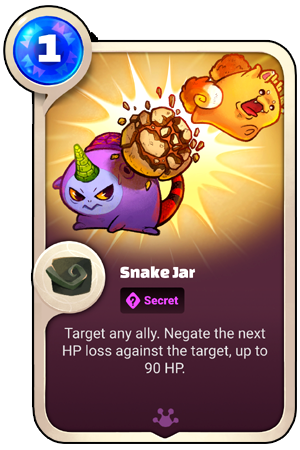 1
Snake Jar
Secret
Target any ally. Negate the next
HP loss against the target, up to
90 HP.